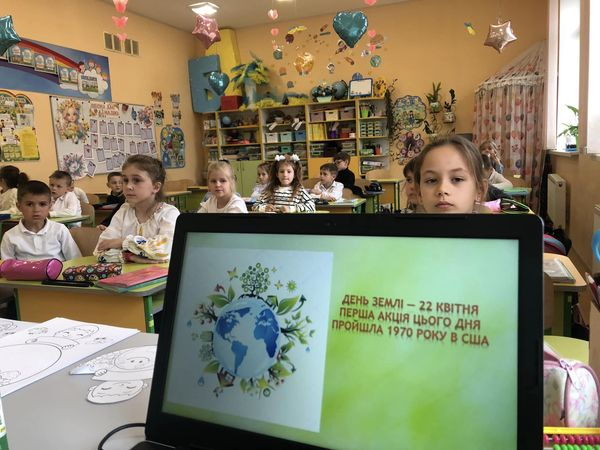 ДЕНЬ ЗЕМЛІ – 22 КВІТНЯ
ПЕРША АКЦІЯ ЦЬОГО ДНЯ
ПРОЙШЛА 1970 РОКУ В США